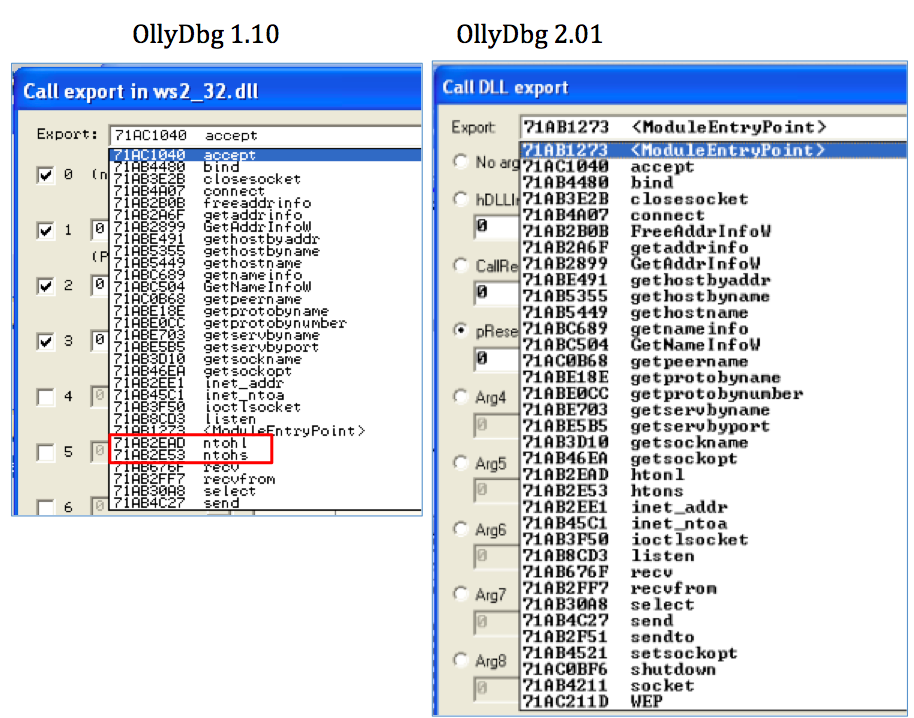 OllyDbg 1.10
Call export in ws2_32.dll
Export: 71AC1040 accept
71AC1040 accept
71AB4480 bind
71AB3E2B closesocket
71AB4A07 connect
71AB2B0B freeaddrinfo
71AB2A6F getaddrinfo
71AB2899 GetAddrInfoW
71ABE491 gethostbyaddr
71AB5355 gethostbyname
71AB5449 gethostname
71ABC689 getnameinfo
71ABC504 GetNameInfoW
71AC0B68 getpeername
71ABE18E getprotobyname
71ABE0CC getprotobynumber
71ABE703 getservbyname
71ABE5B5 getservbyport
71AB3D10 getsockname
71AB46EA getsockopt
71AB2EE1 inet_addr
71AB45C1 inet_ntoa
71AB3F50 ioctlsocket
71AB8CD3 listen
71AB1273 <ModuleEntryPoint>
71AB2EAD ntohl
71AB2E53 ntohs
71AB676F recv
71AB2FF7 recvfrom
71AB30A8 select
71AB4C27 send
0 (n
1 0
(P
2 0
3 0
4 0
5 0
6 0
OllyDbg 2.01
Call DLL export
Export: 71AB1273 <ModuleEntryPoint>
71AB1273 <ModuleEntryPoint>
71AC1040 accept
71AB4480 bind
71AB3E2B closesocket
71AB4A07 connect
71AB2B0B FreeAddrInfoW
71AB2A6F getaddrinfo
71AB2899 GetAddrInfoW
71ABE491 gethostbyaddr
71AB5355 gethostbyname
71AB5449 gethostname
71ABC689 getnameinfo
71ABC504 GetNameInfoW
71AC0B68 getpeername
71ABE18E getprotobyname
71ABE0CC getprotobynumber
71ABE703 getservbyname
71ABE5B5 getservbyport
71AB3D10 getsockname
71AB46EA getsockopt
71AB2EAD htonl
71AB2E53 htons
71AB2EE1 inet_addr
71AB45C1 inet_ntoa
71AB3F50 ioctlsocket
71AB8CD3 listen
71AB676F recv
71AB2FF7 recvfrom
71AB30A8 select
71AB4C27 send
71AB2F51 sendto
71AB4521 setsockopt
71AC0BF6 shutdown
71AB4211 socket
71AC211D WEP
No arg
hDLLIn
0
CallRe
0
pRese
0
Arg4
0
Arg5
0
Arg6
0
Arg7
0
Arg8
0